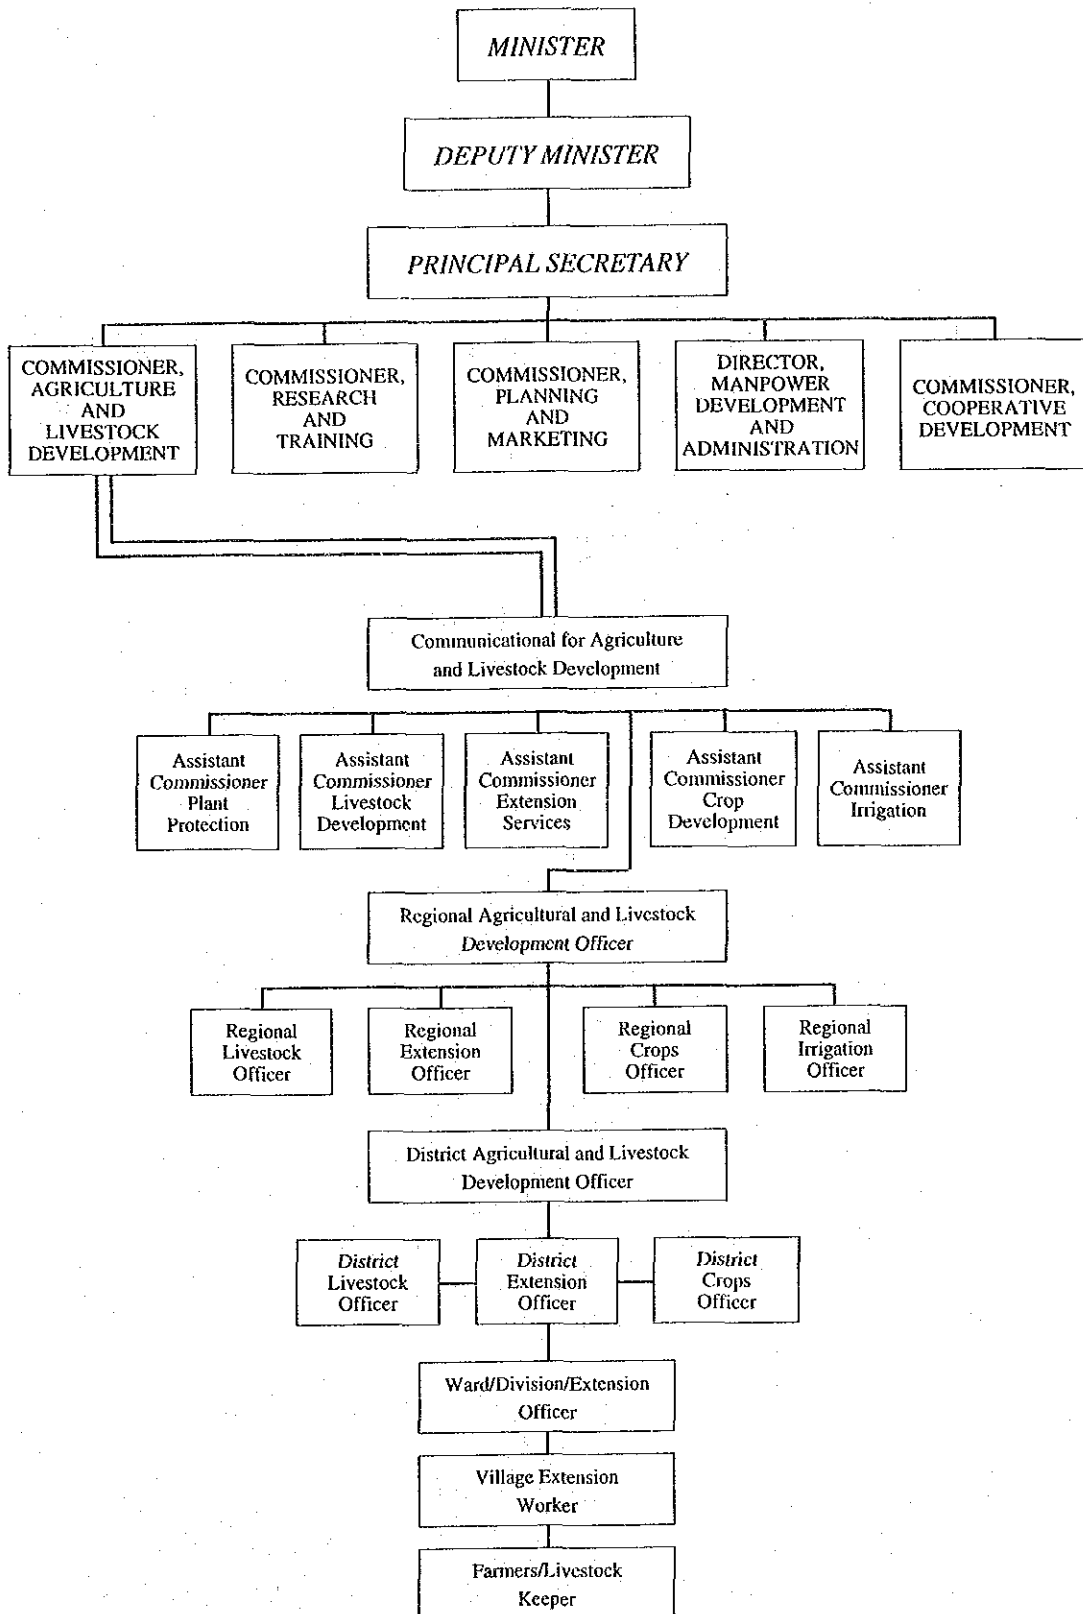 MINISTER
DEPUTY MINISTER
PRINCIPAL SECRETARY
COMMISSIONER,
AGRICULTURE
AND
LIVESTOCK
DEVELOPMENT
COMMISSIONER,
RESEARCH
AND
TRAINING
COMMISSIONER,
PLANNING
AND
MARKETING
DIRECTOR,
MANPOWER
DEVELOPMENT
AND
ADMINISTRATION
COMMISSIONER,
COOPERATIVE
DEVELOPMENT
Communicational for Agriculture
and Livestock Development
Assistant
Commissioner
Plant
Protection
Assistant
Commissioner
Livestock
Development
Assistant
Commissioner
Extension
Services
Assistant
Commissioner
Crop
Development
Assistant
Commissioner
Irrigation
Regional Agricultural and Livestock
Development Officer
Regional
Livestock
Officer
Regional
Extension
Officer
Regional
Crops
Officer
Regional
Irrigation
Officer
District Agricultural and Livestock
Development Officer
District
Livestock
Officer
District
Extension
Officer
District
Crops
Officer
Ward/Division/Extension
Officer
Village Extension
Worker
Farmers/Livestock
Keeper